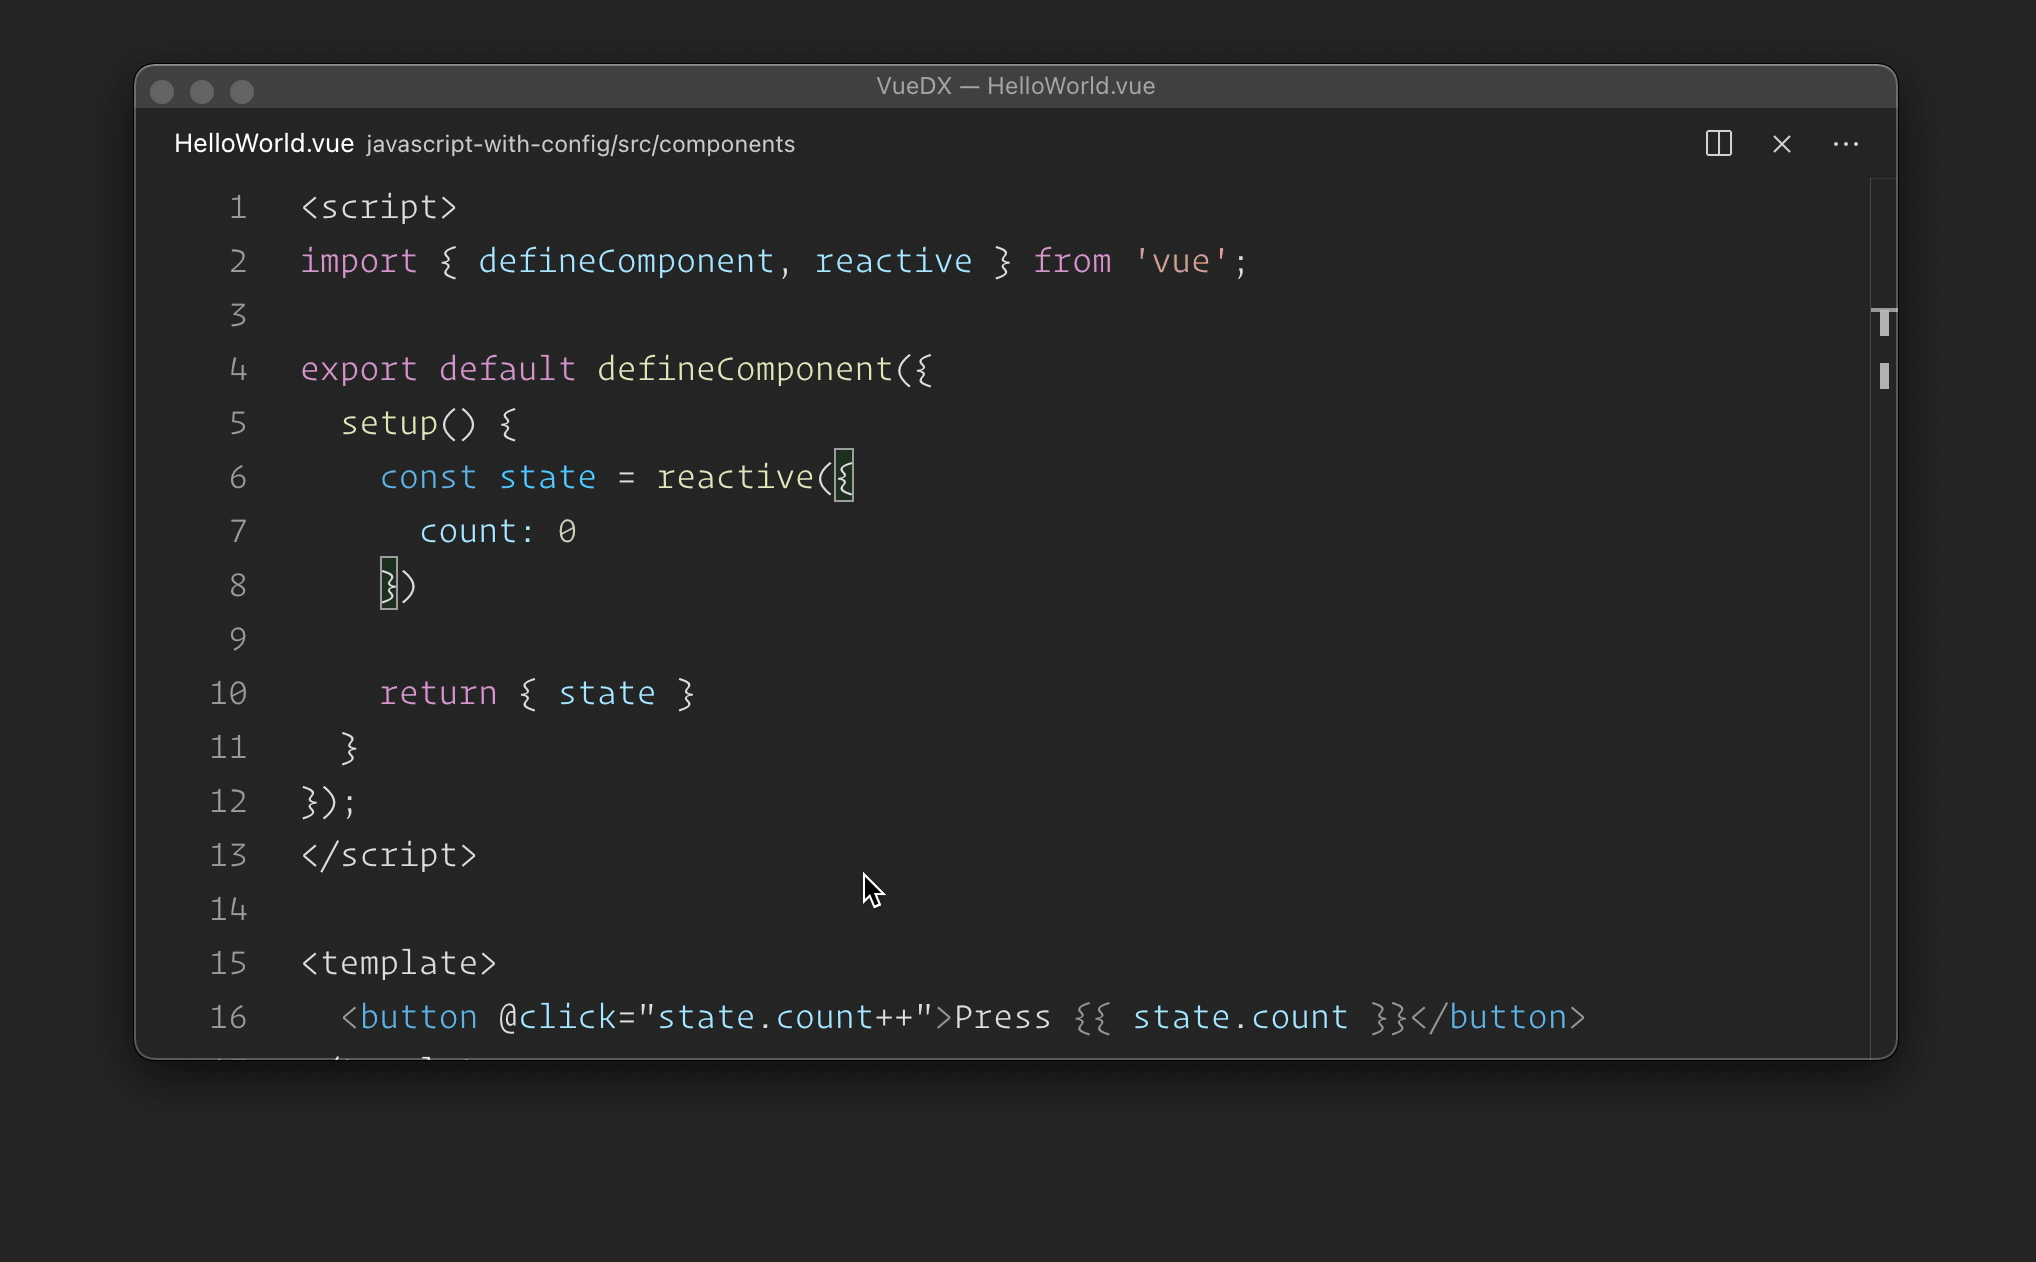 VueDX — HelloWorld.vue
HelloWorld.vue javascript-with-config/src/components
1 <script>
2 import { defineComponent, reactive } from 'vue';
3
4 export default defineComponent({
5   setup() {
6     const state = reactive({
7       count: 0
8     })
9
10     return { state }
11   }
12 });
13 </script>
14
15 <template>
16   <button @click="state.count++">Press {{ state.count }}</button>